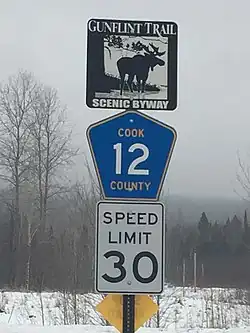 GUNFLINT TRAIL
SCENIC BYWAY
COOK
12
COUNTY
SPEED
LIMIT
30